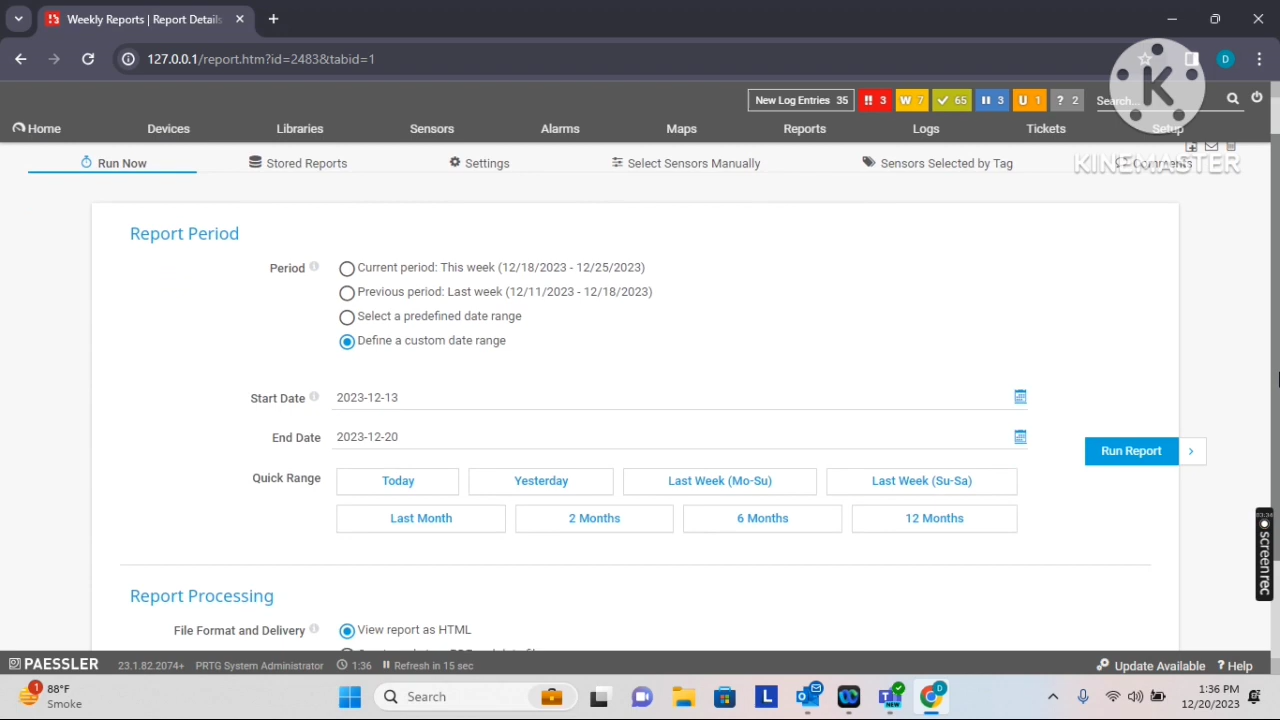 Weekly Reports | Report Details
127.0.0.1/report.htm?id=2483&tabid=1
D
K
New Log Entries 35 !! 3 W 7 65 3 U 1 ? 2 Search...
Home Devices Libraries Sensors Alarms Maps Reports Logs Tickets Setup
Run Now Stored Reports Settings Select Sensors Manually Sensors Selected by Tag Comments
KINEMASTER
Report Period
Period
Current period: This week (12/18/2023 - 12/25/2023)
Previous period: Last week (12/11/2023 - 12/18/2023)
Select a predefined date range
Define a custom date range
Start Date 2023-12-13
End Date 2023-12-20
Run Report
Quick Range Today Yesterday Last Week (Mo-Su) Last Week (Su-Sa)
Last Month 2 Months 6 Months 12 Months
screen rec
Report Processing
File Format and Delivery View report as HTML
PAESSLER 23.1.82.2074+ PRTG System Administrator 1:36 Refresh in 15 sec Update Available ? Help
1 88°F
Smoke
Search
L
NEW
D
1:36 PM
12/20/2023